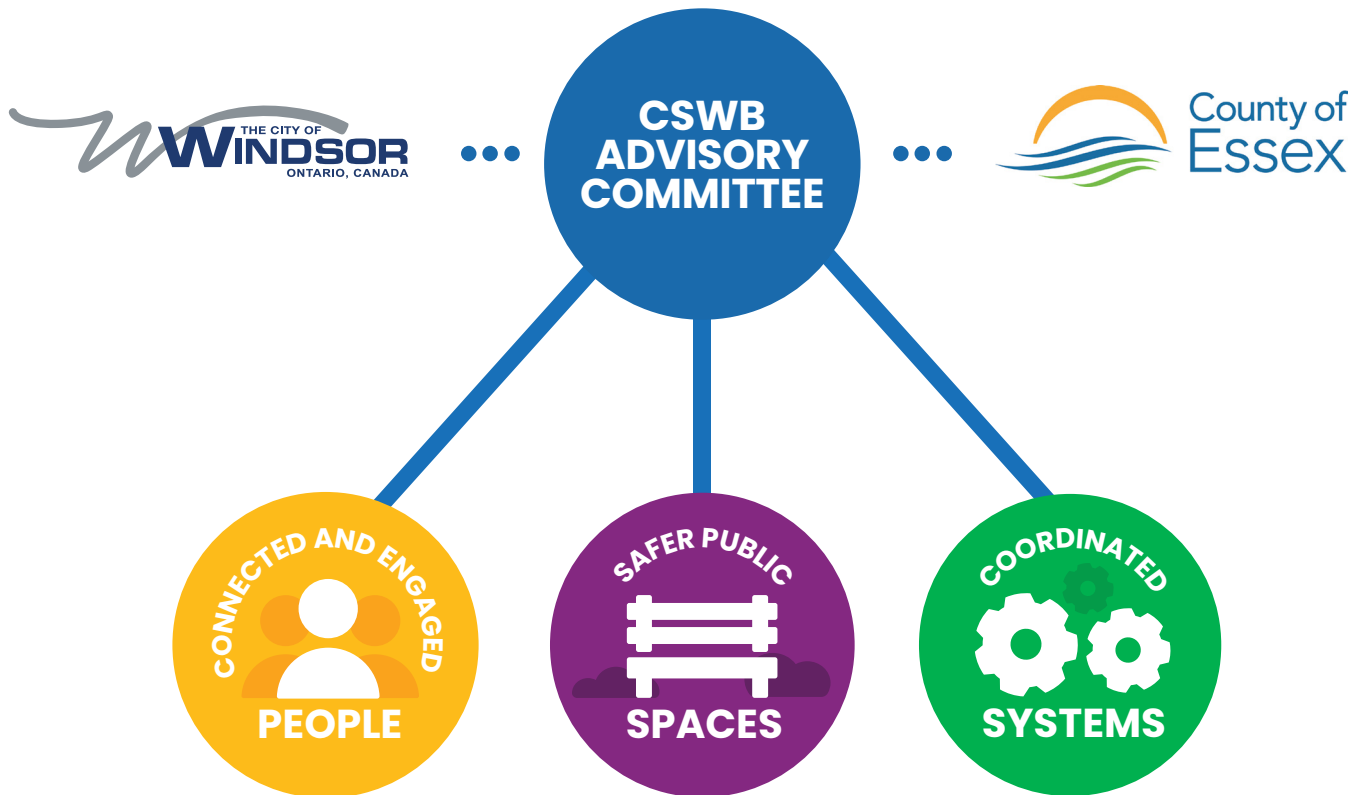 THE CITY OF
WINDSOR
ONTARIO, CANADA
CSWB
ADVISORY
COMMITTEE
County of
Essex
CONNECTED AND ENGAGED
PEOPLE
SAFER PUBLIC
SPACES
COORDINATED
SYSTEMS